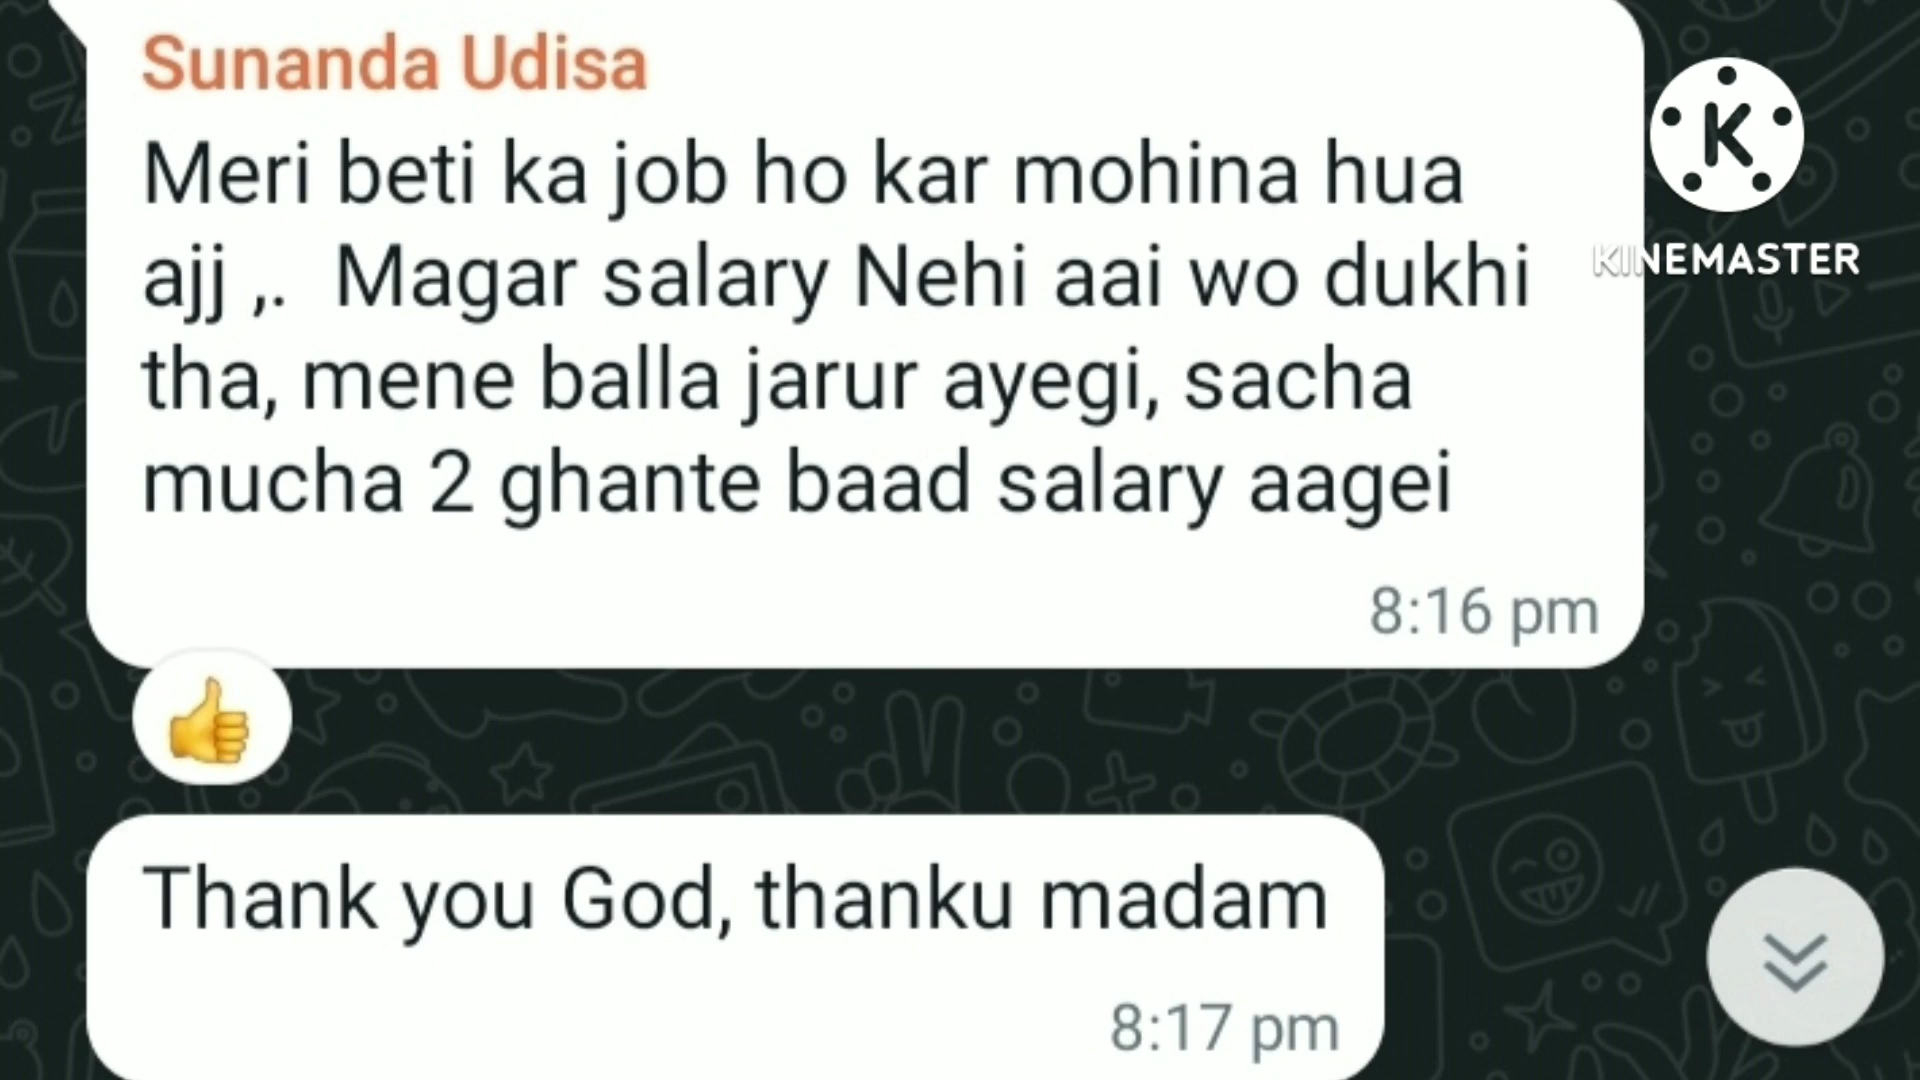 Sunanda Udisa
Meri beti ka job ho kar mohina hua
ajj ,.  Magar salary Nehi aai wo dukhi
tha, mene balla jarur ayegi, sacha
mucha 2 ghante baad salary aagei
8:16 pm
Thank you God, thanku madam
8:17 pm
K
KINEMASTER